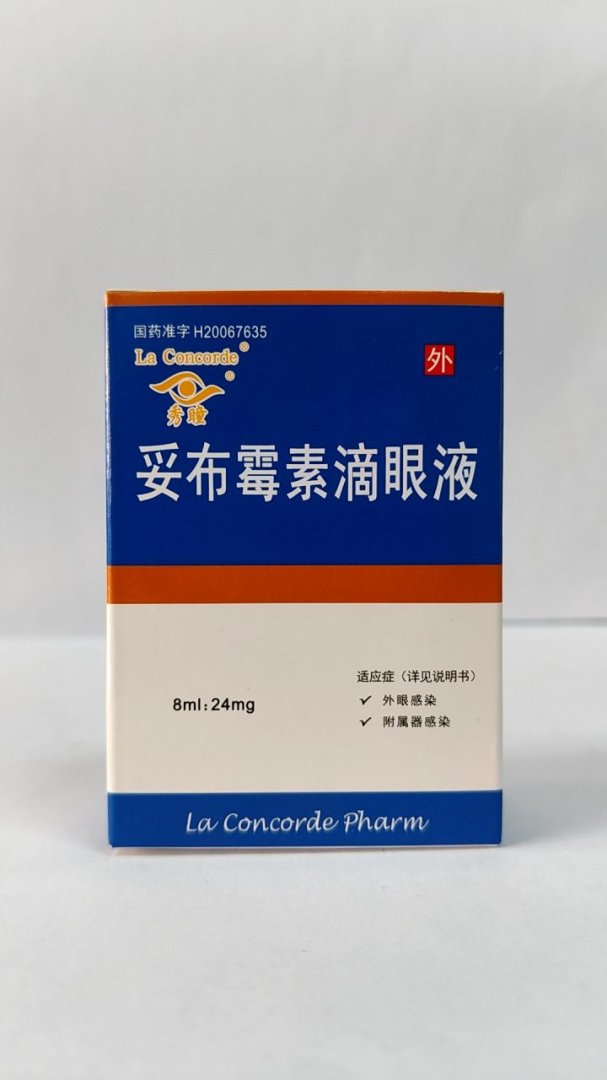 国药准字 H20067635
La Concorde®
外
®
秀瞳
妥布霉素滴眼液
适应症（详见说明书）
8ml:24mg
✓ 外眼感染
✓ 附属器感染
La Concorde Pharm